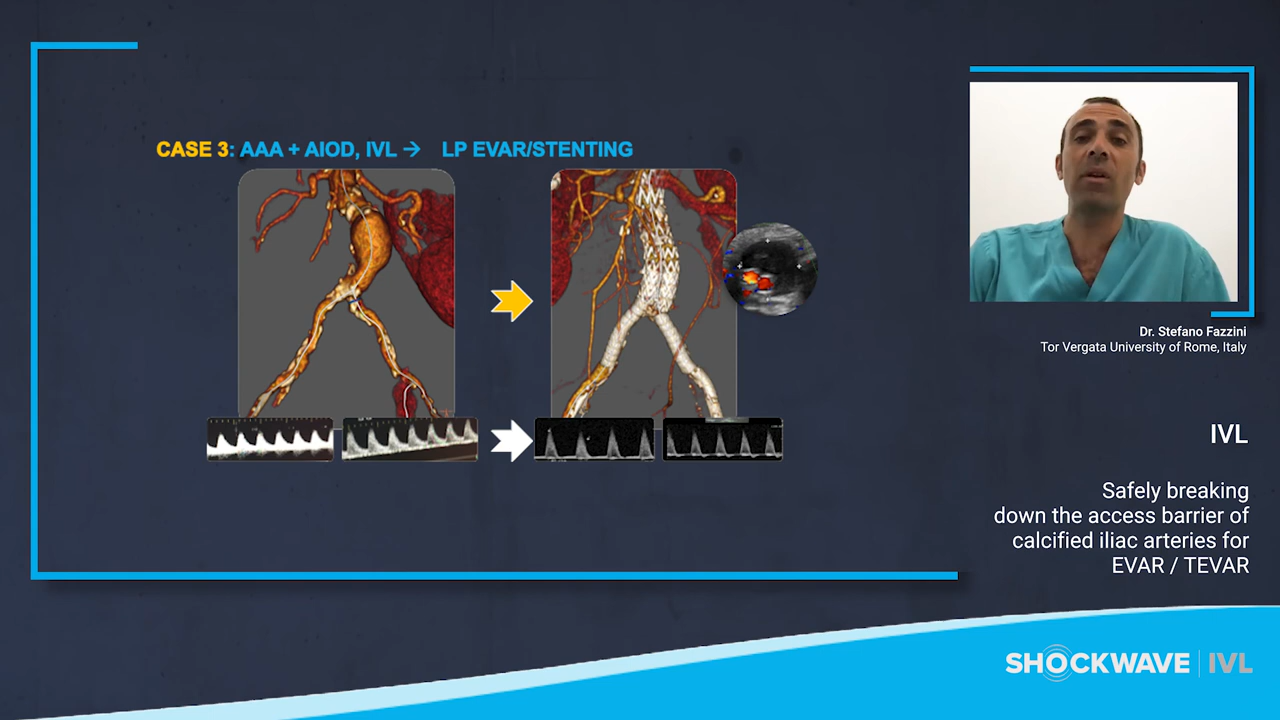 CASE 3: AAA + AIOD, IVL → LP EVAR/STENTING
Dr. Stefano Fazzini
Tor Vergata University of Rome, Italy
IVL
Safely breaking
down the access barrier of
calcified iliac arteries for
EVAR / TEVAR
SHOCKWAVE | IVL